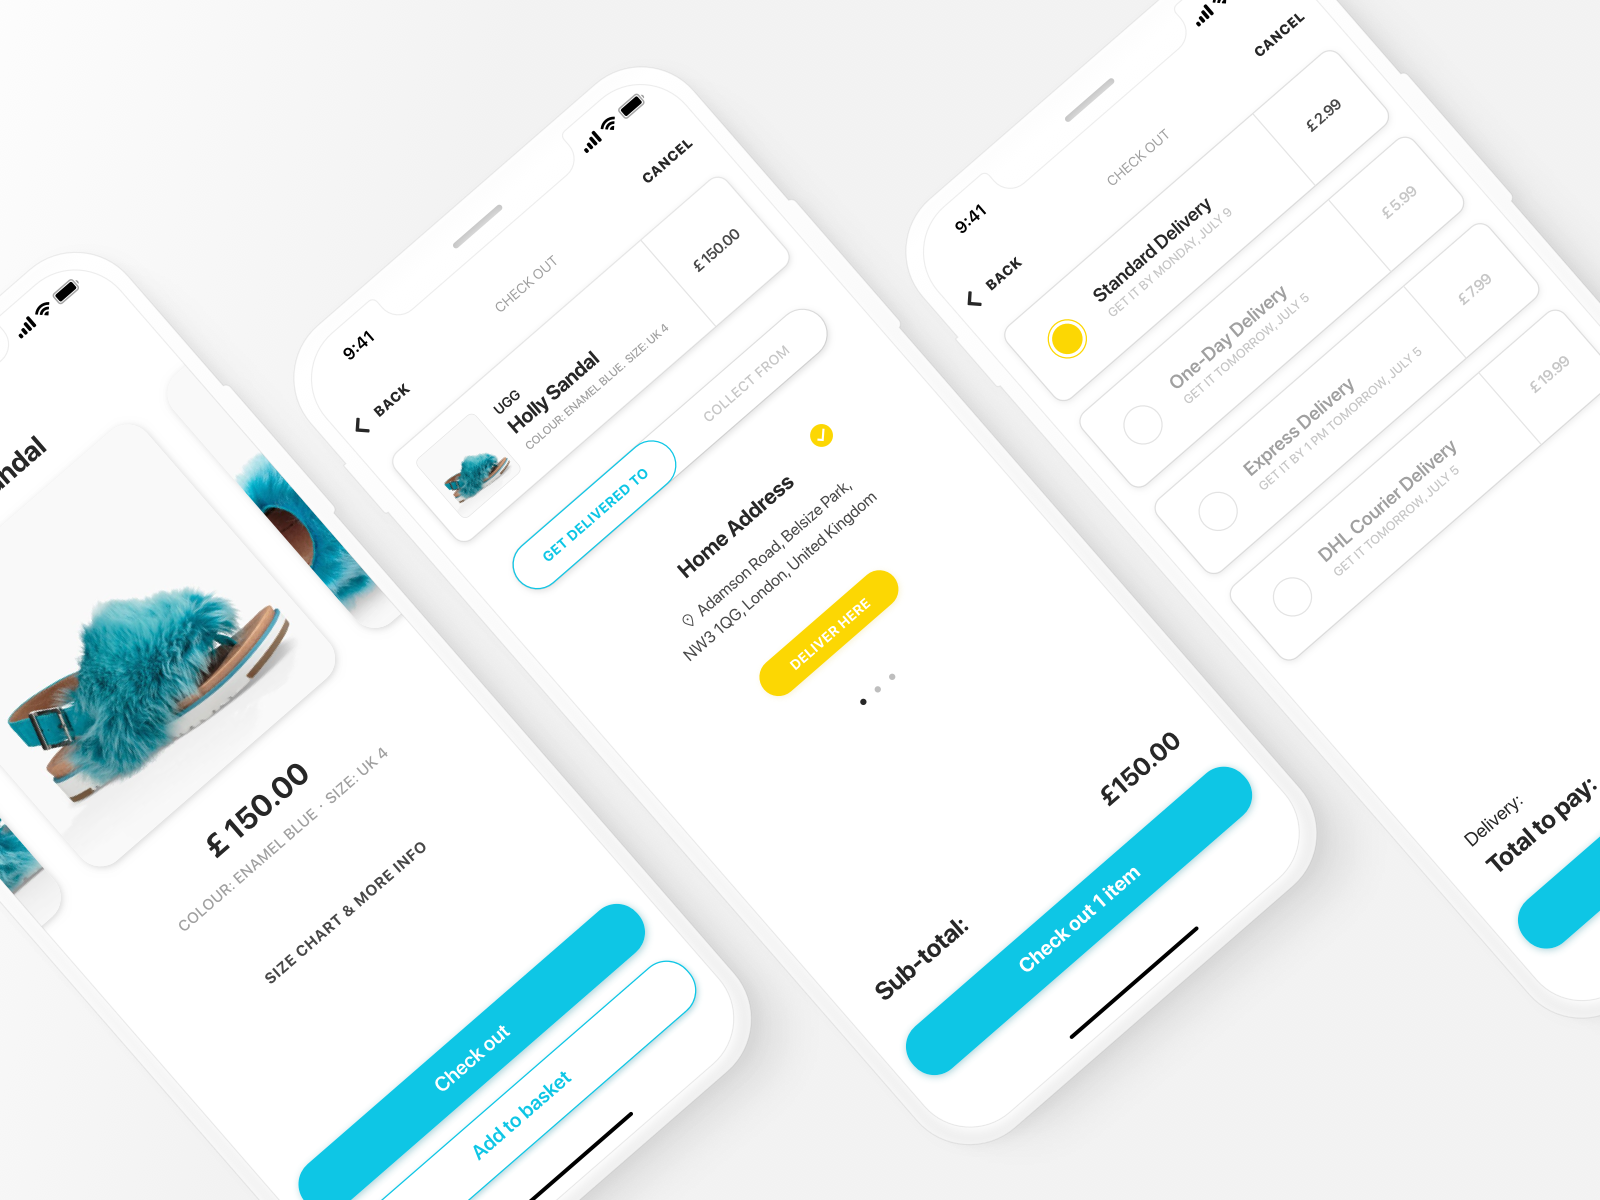 ndal
£ 150.00
COLOUR: ENAMEL BLUE · SIZE: UK 4
SIZE CHART & MORE INFO
Check out
Add to basket
9:41
BACK
CHECK OUT
CANCEL
UGG
Holly Sandal
COLOUR: ENAMEL BLUE. SIZE: UK 4
£ 150.00
GET DELIVERED TO
COLLECT FROM
Home Address
Adamson Road, Belsize Park,
NW3 1QG, London, United Kingdom
DELIVER HERE
Sub-total:
£150.00
Check out 1 item
9:41
BACK
CHECK OUT
CANCEL
Standard Delivery
GET IT BY MONDAY, JULY 9
£ 2.99
One-Day Delivery
GET IT TOMORROW, JULY 5
£ 5.99
Express Delivery
GET IT BY 1 PM TOMORROW, JULY 5
£ 7.99
DHL Courier Delivery
GET IT TOMORROW, JULY 5
£ 19.99
Delivery:
Total to pay: